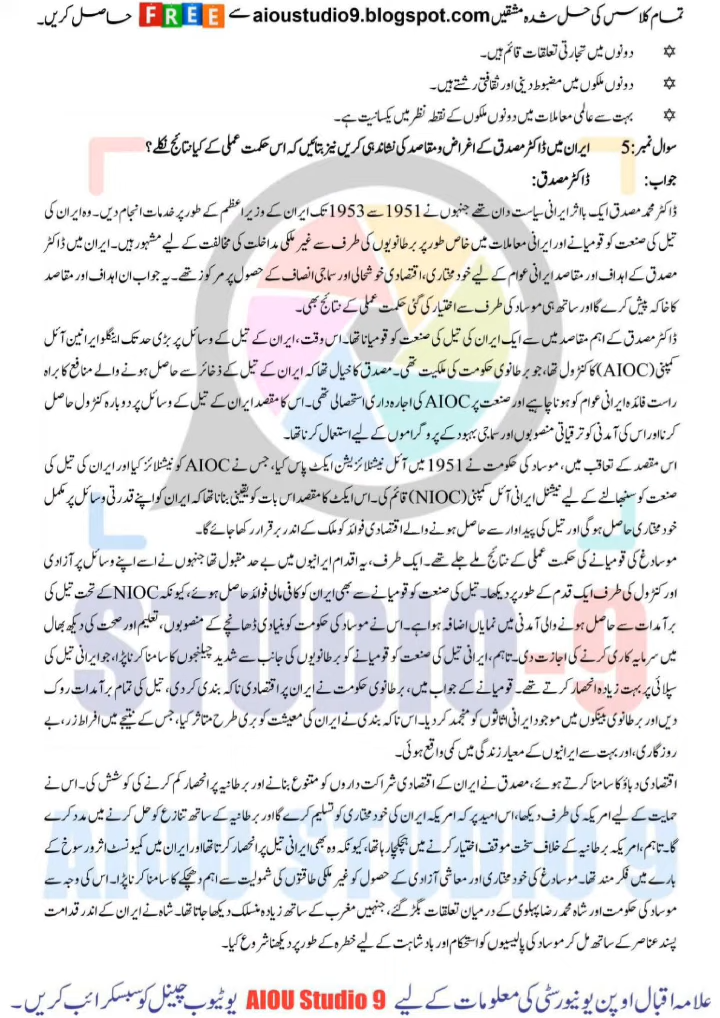 تمام کلاسس کی حل شدہ مشقیں aioustudio9.blogspot.com سے FREE حاصل کریں۔
✡ دونوں میں تجارتی تعلقات قائم ہیں۔
✡ دونوں ملکوں میں مضبوط دینی اور ثقافتی رشتے ہیں۔
✡ بہت سے عالمی معاملات میں دونوں ملکوں کے نقطہ نظر میں یکسانیت ہے۔
سوال نمبر:5 ایران میں ڈاکٹر مصدق کے اغراض و مقاصد کی نشاندہی کریں نیز بتائیں کہ اس حکمت عملی کے کیا نتائج نکلے؟
جواب: ڈاکٹر مصدق:
ڈاکٹر محمد مصدق ایک بااثر ایرانی سیاست دان تھے جنہوں نے 1951 سے 1953 تک ایران کے وزیر اعظم کے طور پر خدمات انجام دیں۔ وہ ایران کی
تیل کی صنعت کو قومیانے اور ایرانی معاملات میں خاص طور پر برطانویوں کی طرف سے غیر ملکی مداخلت کی مخالفت کے لیے مشہور ہیں۔ ایران میں ڈاکٹر
مصدق کے اہداف اور مقاصد ایرانی عوام کے لیے خود مختاری، اقتصادی خوشحالی اور سماجی انصاف کے حصول پر مرکوز تھے۔ یہ جواب ان اہداف اور مقاصد
کا خاکہ پیش کرے گا اور ساتھ ہی موساد کی طرف سے اختیار کی گئی حکمت عملی کے نتائج بھی۔
ڈاکٹر مصدق کے اہم مقاصد میں سے ایک ایران کی تیل کی صنعت کو قومیانا تھا۔ اس وقت، ایران کے تیل کے وسائل پر بڑی حد تک اینگلو ایرانین آئل
کمپنی (AIOC) کا کنٹرول تھا، جو برطانوی حکومت کی ملکیت تھی۔ مصدق کا خیال تھا کہ ایران کے تیل کے ذخائر سے حاصل ہونے والے منافع کا براہ
راست فائدہ ایرانی عوام کو ہونا چاہیے اور صنعت پر AIOC کی اجارہ داری استحصالی تھی۔ اس کا مقصد ایران کے تیل کے وسائل پر دوبارہ کنٹرول حاصل
کرنا اور اس کی آمدنی کو ترقیاتی منصوبوں اور سماجی بہبود کے پروگراموں کے لیے استعمال کرنا تھا۔
اس مقصد کے تعاقب میں، موساد کی حکومت نے 1951 میں آئل نیشنلائزیشن ایکٹ پاس کیا، جس نے AIOC کو نیشنلائز کیا اور ایران کی تیل کی
صنعت کو سنبھالنے کے لیے نیشنل ایرانی آئل کمپنی (NIOC) قائم کی۔ اس ایکٹ کا مقصد اس بات کو یقینی بنانا تھا کہ ایران کو اپنے قدرتی وسائل پر مکمل
خود مختاری حاصل ہوگی اور تیل کی پیداوار سے حاصل ہونے والے اقتصادی فوائد کو ملک کے اندر برقرار رکھا جائے گا۔
موسادغ کی قومیانے کی حکمت عملی کے نتائج ملے جلے تھے۔ ایک طرف، یہ اقدام ایرانیوں میں بے حد مقبول تھا جنہوں نے اسے اپنے وسائل پر آزادی
اور کنٹرول کی طرف ایک قدم کے طور پر دیکھا۔ تیل کی صنعت کو قومیانے سے بھی ایران کو کافی مالی فوائد حاصل ہوئے، کیونکہ NIOC کے تحت تیل کی
برآمدات سے حاصل ہونے والی آمدنی میں نمایاں اضافہ ہوا ہے۔ اس نے موساد کی حکومت کو بنیادی ڈھانچے کے منصوبوں، تعلیم اور صحت کی دیکھ بھال
میں سرمایہ کاری کرنے کی اجازت دی۔ تاہم، ایرانی تیل کی صنعت کو قومیانے کو برطانویوں کی جانب سے شدید چیلنجوں کا سامنا کرنا پڑا، جو ایرانی تیل کی
سپلائی پر بہت زیادہ انحصار کرتے تھے۔ قومیانے کے جواب میں، برطانوی حکومت نے ایران پر اقتصادی ناکہ بندی کر دی، تیل کی تمام برآمدات روک
دیں اور برطانوی بینکوں میں موجود ایرانی اثاثوں کو منجمد کر دیا۔ اس ناکہ بندی نے ایران کی معیشت کو بری طرح متاثر کیا، جس کے نتیجے میں افراط زر، بے
روزگاری، اور بہت سے ایرانیوں کے معیار زندگی میں کمی واقع ہوئی۔
اقتصادی دباؤ کا سامنا کرتے ہوئے، مصدق نے ایران کے اقتصادی شراکت داروں کو متنوع بنانے اور برطانیہ پر انحصار کم کرنے کی کوشش کی۔ اس نے
حمایت کے لیے امریکہ کی طرف دیکھا، اس امید پر کہ امریکہ ایران کی خود مختاری کو تسلیم کرے گا اور برطانیہ کے ساتھ تنازع کو حل کرنے میں مدد کرے
گا۔ تاہم، امریکہ برطانیہ کے خلاف سخت موقف اختیار کرنے میں ہچکچا رہا تھا، کیونکہ وہ بھی ایرانی تیل پر انحصار کرتا تھا اور ایران میں کمیونسٹ اثر و رسوخ کے
بارے میں فکر مند تھا۔ موسادغ کی خود مختاری اور معاشی آزادی کے حصول کو غیر ملکی طاقتوں کی شمولیت سے اہم دھچکے کا سامنا کرنا پڑا۔ اس کی وجہ سے
موساد کی حکومت اور شاہ محمد رضا پہلوی کے درمیان تعلقات بگڑ گئے، جنہیں مغرب کے ساتھ زیادہ منسلک دیکھا جاتا تھا۔ شاہ نے ایران کے اندر قدامت
پسند عناصر کے ساتھ مل کر موساد کی پالیسیوں کو استحکام اور بادشاہت کے لیے خطرہ کے طور پر دیکھنا شروع کیا۔
STUDIO-9
AIOU STUDIO 9
علامہ اقبال اوپن یونیورسٹی کی معلومات کے لیے AIOU Studio 9 یوٹیوب چینل کو سبسکرائب کریں۔